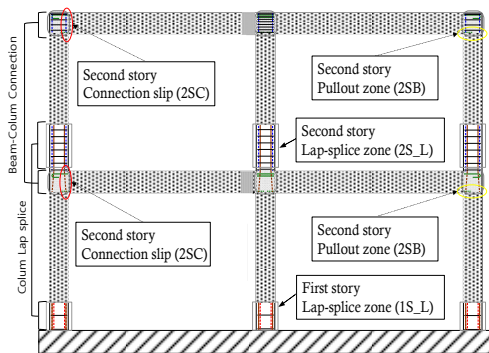 Beam-Colum Connection
Colum Lap splice
Second story
Connection slip (2SC)
Second story
Pullout zone (2SB)
Second story
Lap-splice zone (2S_L)
Second story
Connection slip (2SC)
Second story
Pullout zone (2SB)
First story
Lap-splice zone (1S_L)